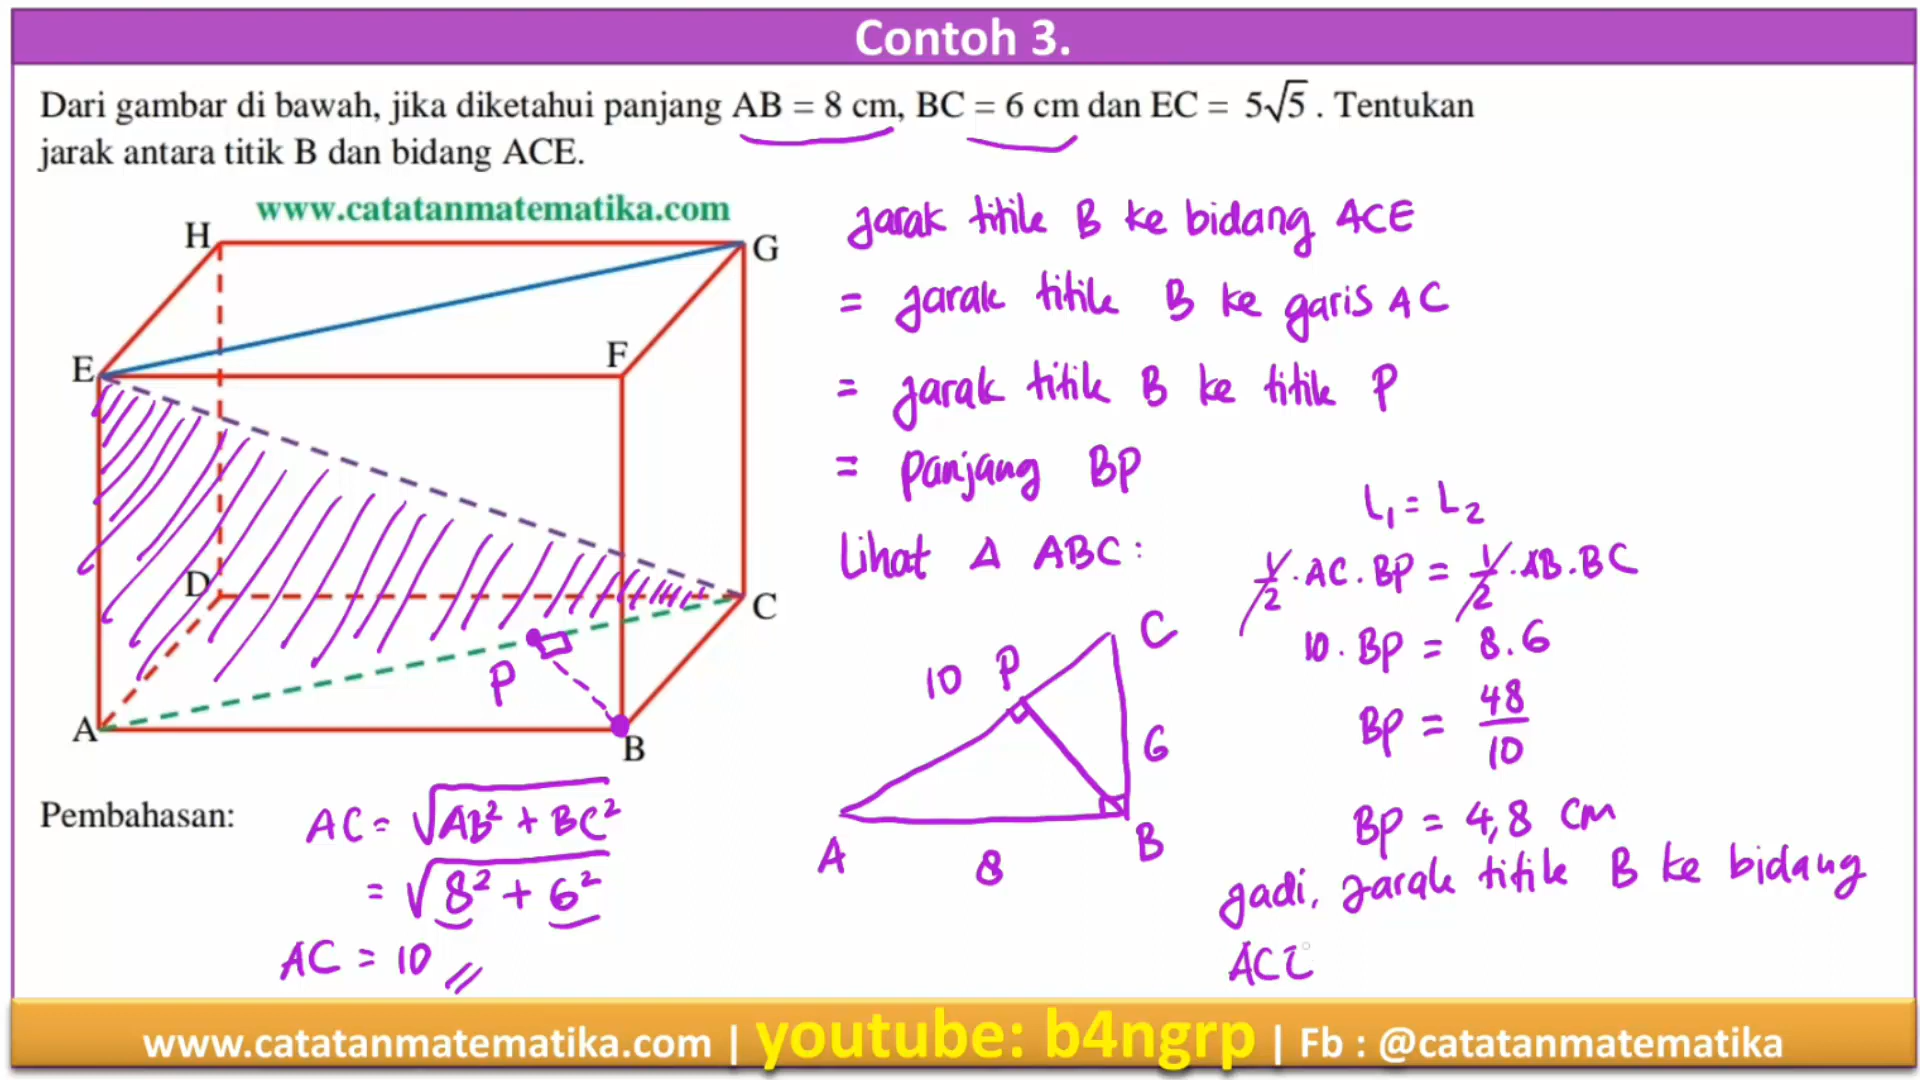 Contoh 3.
Dari gambar di bawah, jika diketahui panjang AB = 8 cm, BC = 6 cm dan EC = 5√5 . Tentukan
jarak antara titik B dan bidang ACE.
www.catatanmatematika.com
H
G
E
F
D
C
P
A
B
Pembahasan:
AC = √AB² + BC²
= √8² + 6²
AC = 10
Jarak titik B ke bidang ACE
= Jarak titik B ke garis AC
= Jarak titik B ke titik P
= Panjang BP
Lihat Δ ABC:
C
10 P
6
A
8
B
L₁ = L₂
1/2 · AC · BP = 1/2 · AB · BC
10 · BP = 8.6
BP = 48/10
BP = 4,8 cm
Jadi, Jarak titik B ke bidang
AC
www.catatanmatematika.com | youtube: b4ngrp | Fb : @catatanmatematika